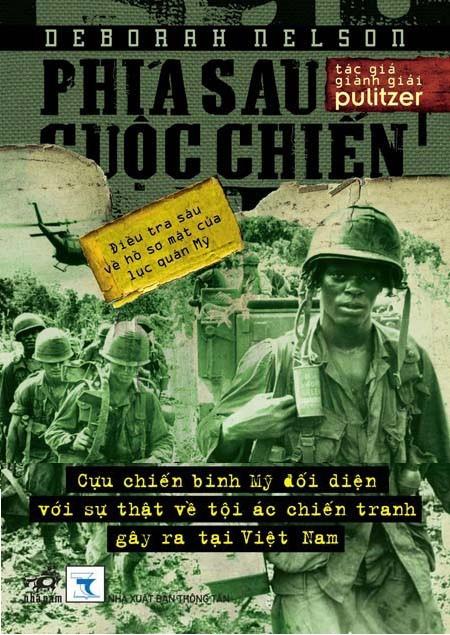 DEBORAH NELSON
tác giả
giành giải
pulitzer
PHÍA SAU
CUỘC CHIẾN
Điều tra sâu
về hồ sơ mật của
lục quân Mỹ
Cựu chiến binh Mỹ đối diện
với sự thật về tội ác chiến tranh
gây ra tại Việt Nam
nhã nam
NHÀ XUẤT BẢN THÔNG TẤN